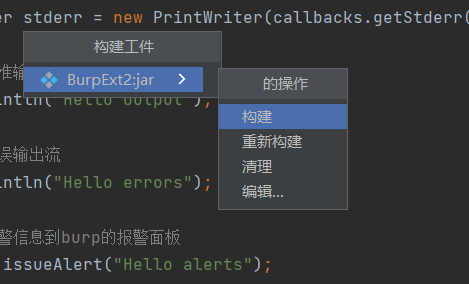 er stderr = new PrintWriter(callbacks.getStderr(
构建工件
BurpExt2:jar
的操作
准输
println("Hello output");
构建
重新构建
误输出流
清理
println("Hello errors");
编辑...
警信息到burp的报警面板
issueAlert("Hello alerts");